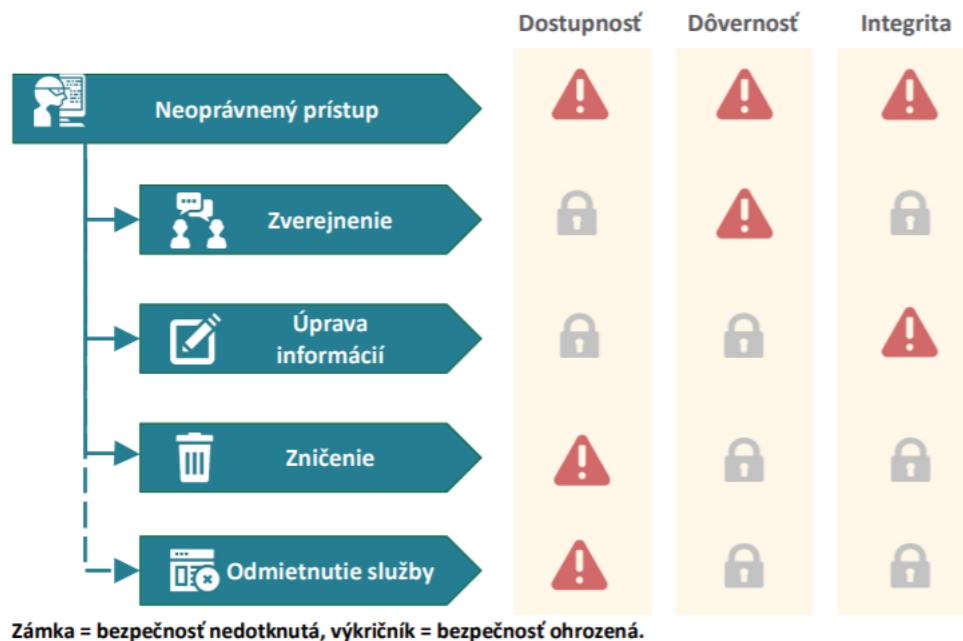 Dostupnosť Dôvernosť Integrita
Neoprávnený prístup
Zverejnenie
Úprava
informácií
Zničenie
Odmietnutie služby
Zámka = bezpečnosť nedotknutá, výkričník = bezpečnosť ohrozená.